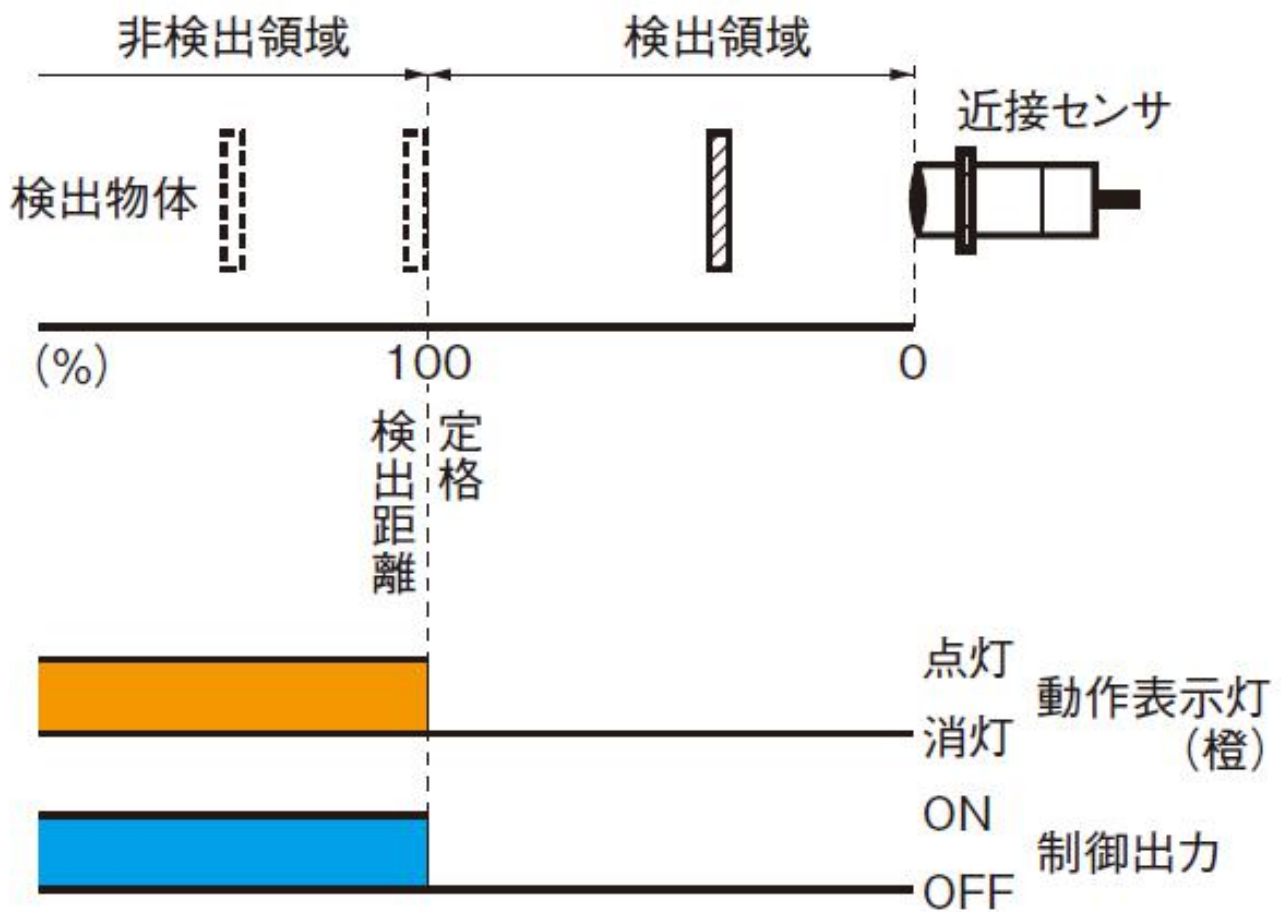 非検出領域
検出領域
近接センサ
検出物体
(%)
100
0
定格
検出距離
点灯
消灯
動作表示灯
(橙)
ON
OFF
制御出力